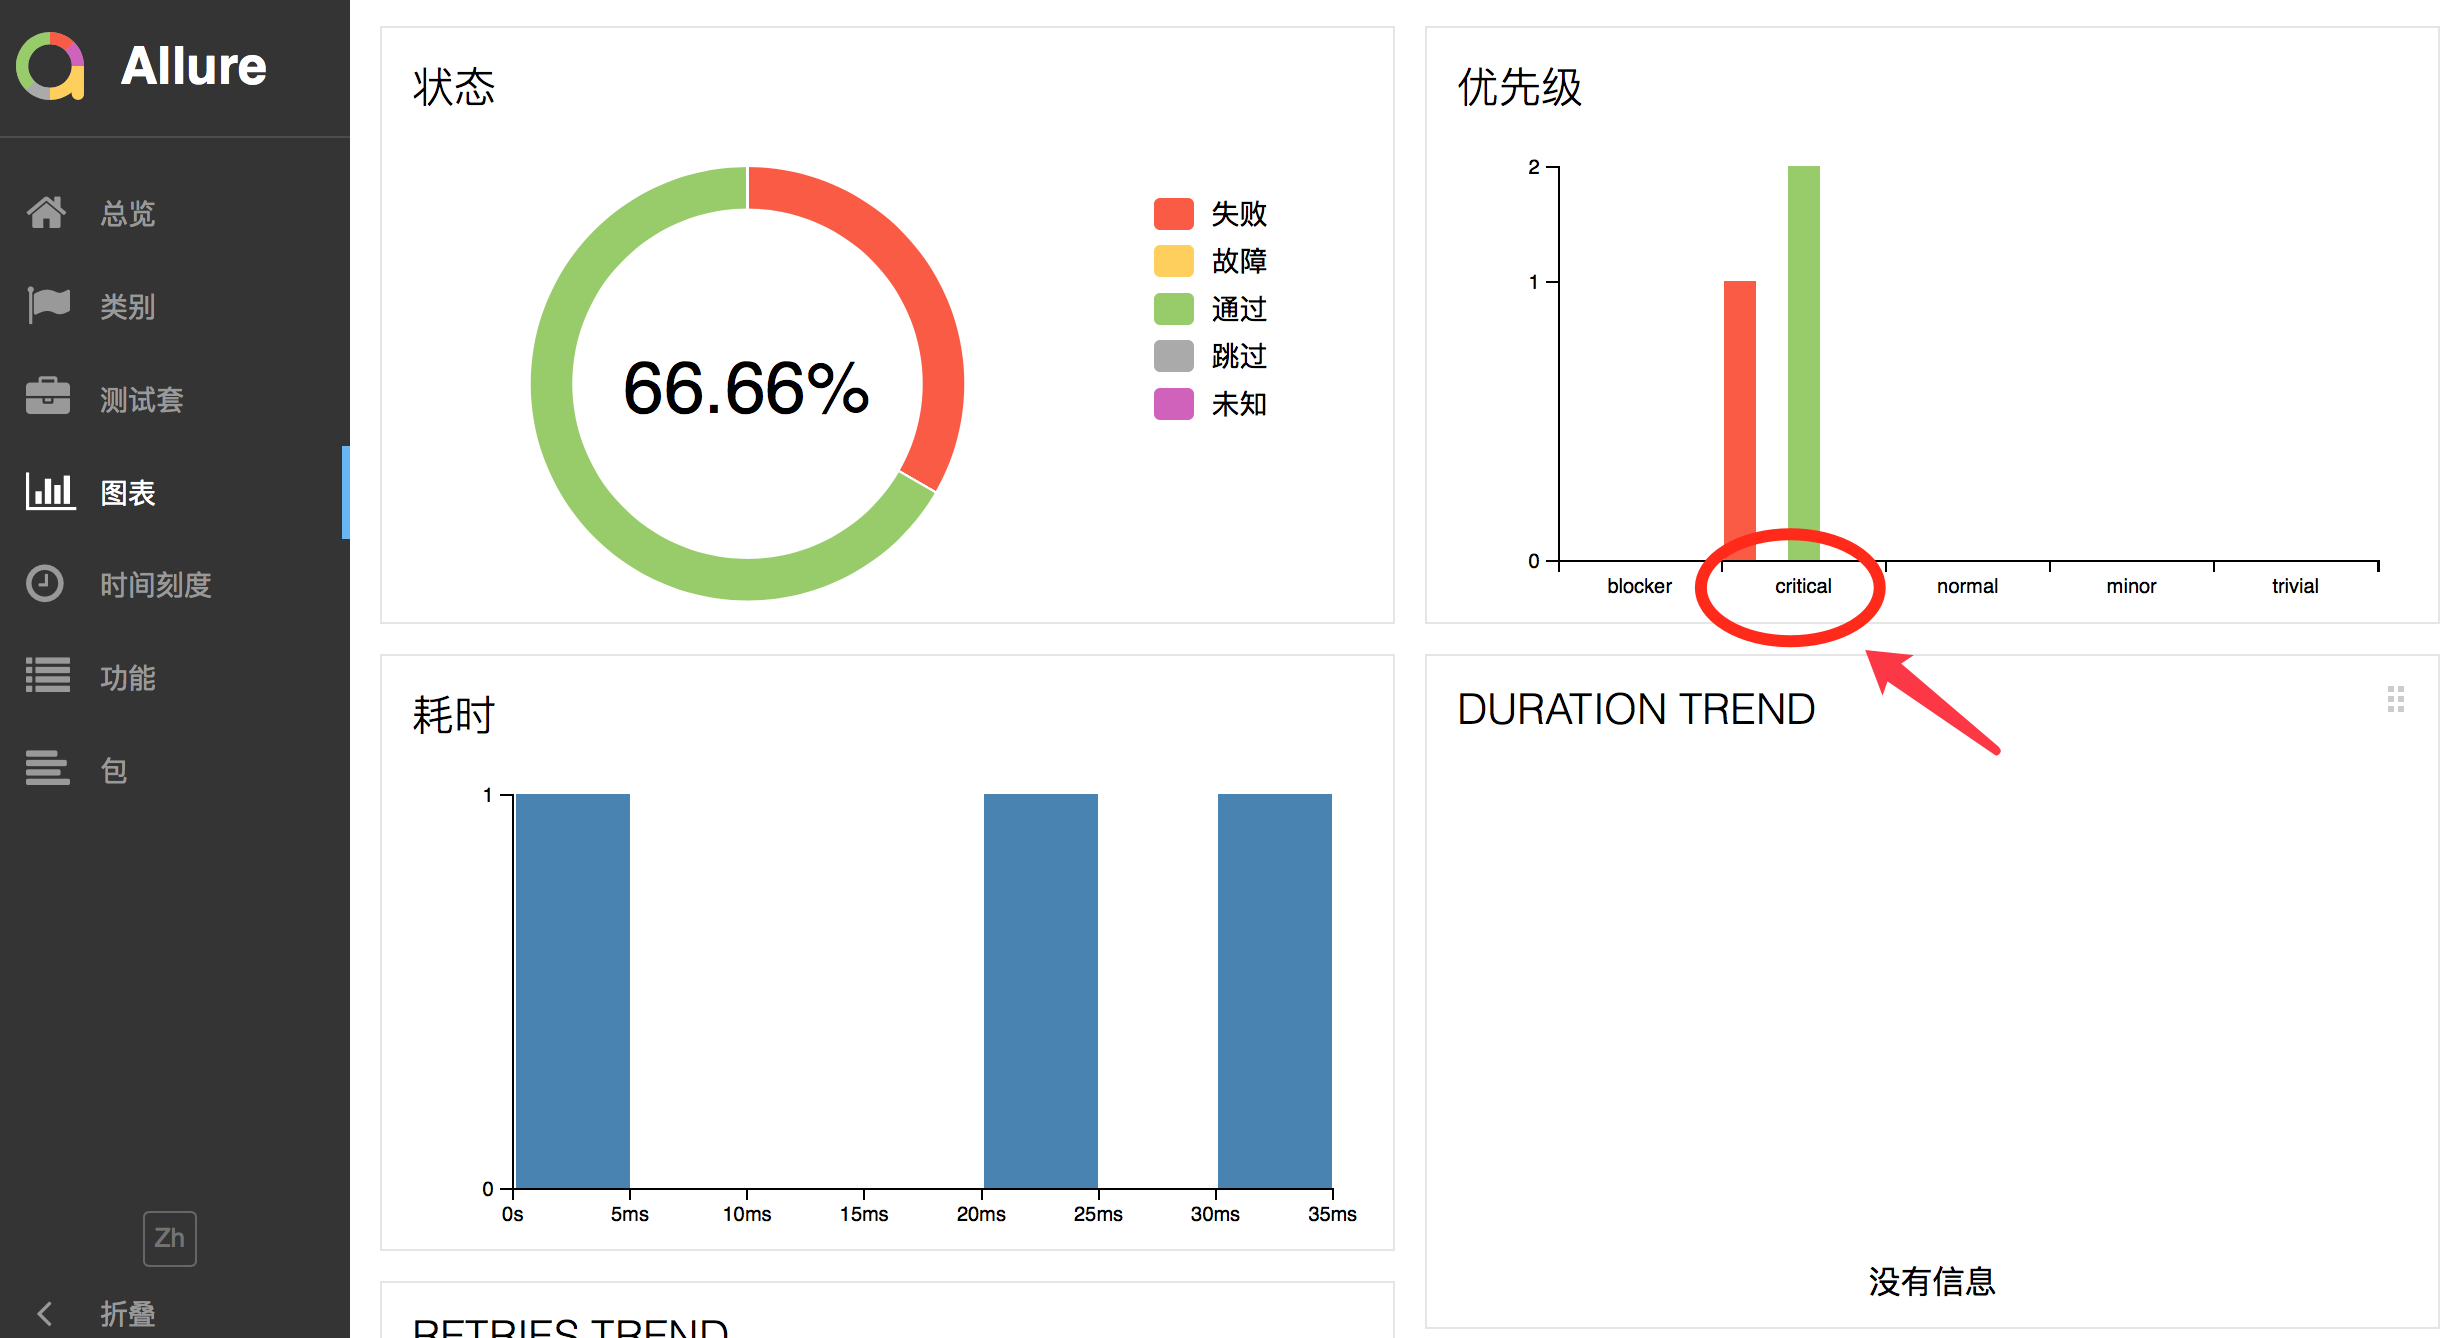 Allure
总览
类别
测试套
图表
时间刻度
功能
包
Zh
折叠
状态
66.66%
失败
故障
通过
跳过
未知
优先级
2
1
0
blocker critical normal minor trivial
耗时
1
0
0s 5ms 10ms 15ms 20ms 25ms 30ms 35ms
DURATION TREND
没有信息
RETRIES TREND